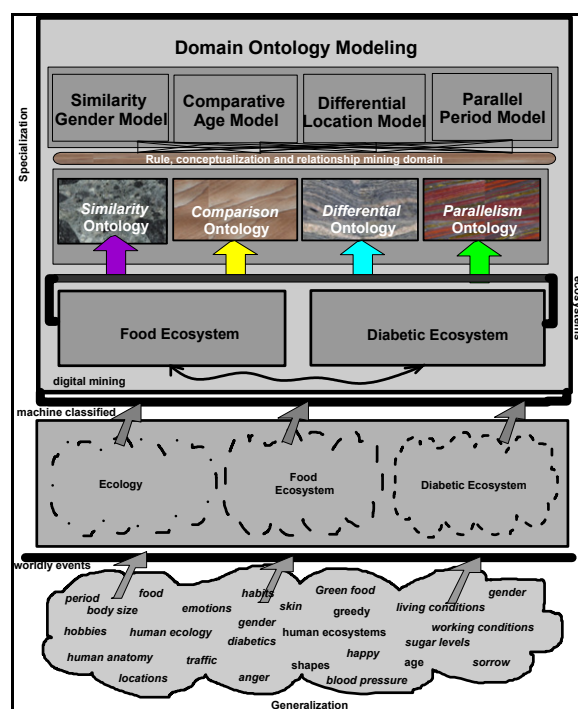 Domain Ontology Modeling
Specialization
Similarity
Gender Model
Comparative
Age Model
Differential
Location Model
Parallel
Period Model
Rule, conceptualization and relationship mining domain
Similarity
Ontology
Comparison
Ontology
Differential
Ontology
Parallelism
Ontology
ecosystems
Food Ecosystem
Diabetic Ecosystem
digital mining
machine classified
Ecology
Food
Ecosystem
Diabetic Ecosystem
worldly events
period
food
habits
Green food
gender
body size
emotions
skin
greedy
living conditions
hobbies
human ecology
gender
diabetics
human ecosystems
working conditions
sugar levels
human anatomy
traffic
shapes
happy
age
sorrow
locations
anger
blood pressure
Generalization